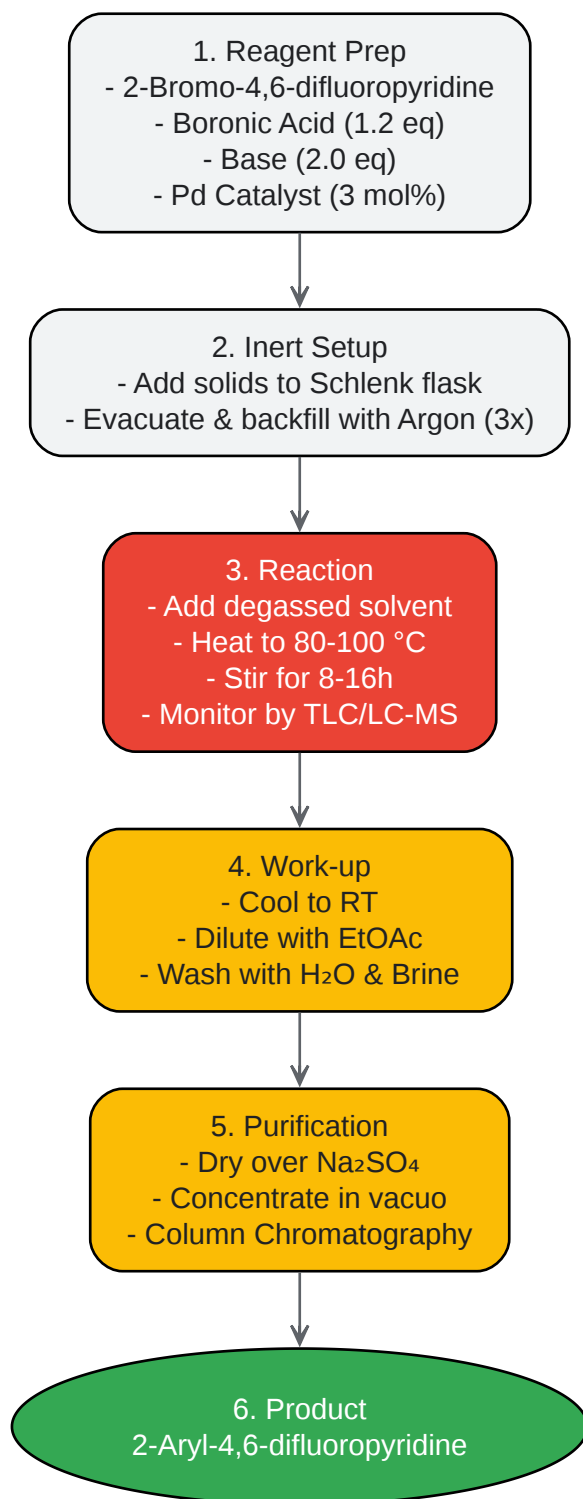 1. Reagent Prep
- 2-Bromo-4,6-difluoropyridine
- Boronic Acid (1.2 eq)
- Base (2.0 eq)
- Pd Catalyst (3 mol%)
2. Inert Setup
- Add solids to Schlenk flask
- Evacuate & backfill with Argon (3x)
3. Reaction
- Add degassed solvent
- Heat to 80-100 °C
- Stir for 8-16h
- Monitor by TLC/LC-MS
4. Work-up
- Cool to RT
- Dilute with EtOAc
- Wash with H₂O & Brine
5. Purification
- Dry over Na₂SO₄
- Concentrate in vacuo
- Column Chromatography
6. Product
2-Aryl-4,6-difluoropyridine